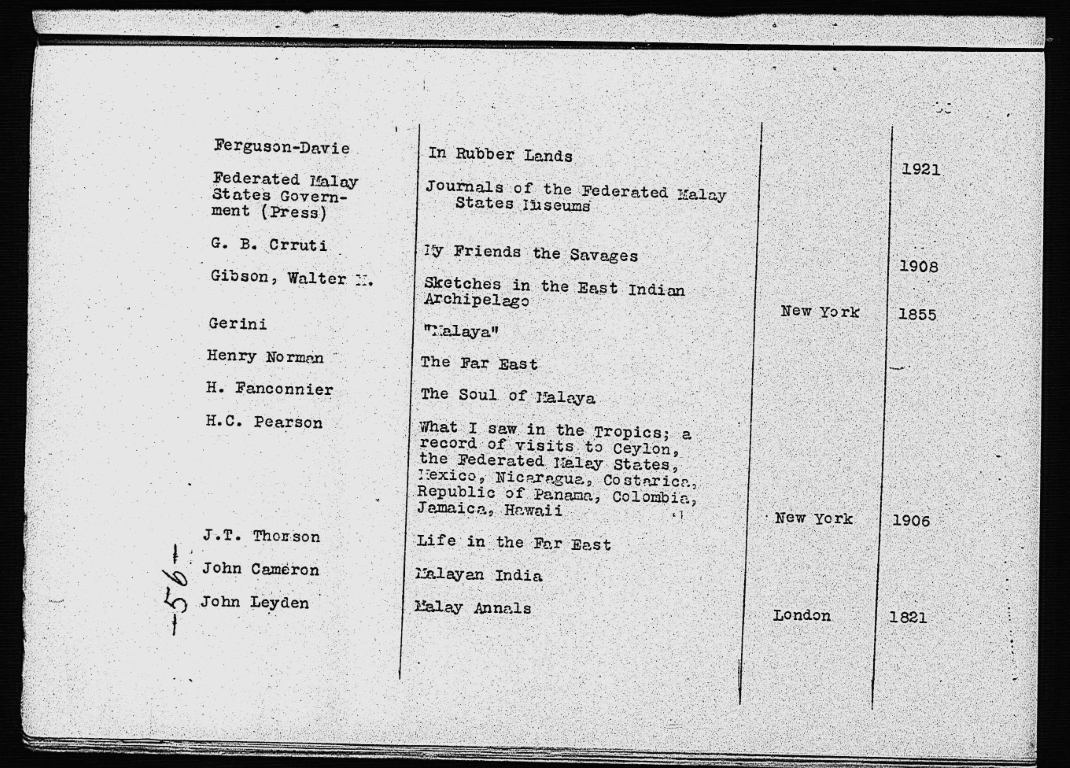 Ferguson-Davie In Rubber Lands 1921
Federated Malay Journals of the Federated Malay
States Govern- States Museums
ment (Press)
G. B. Crruti My Friends the Savages 1908
Gibson, Walter M. Sketches in the East Indian
Archipelago New York 1855
Gerini "Malaya"
Henry Norman The Far East
H. Fanconnier The Soul of Malaya
H.C. Pearson What I saw in the Tropics; a
record of visits to Ceylon,
the Federated Malay States,
Mexico, Nicaragua, Costarica,
Republic of Panama, Colombia,
Jamaica, Hawaii New York 1906
J.T. Thomson Life in the Far East
John Cameron Malayan India
John Leyden Malay Annals London 1821
-56-